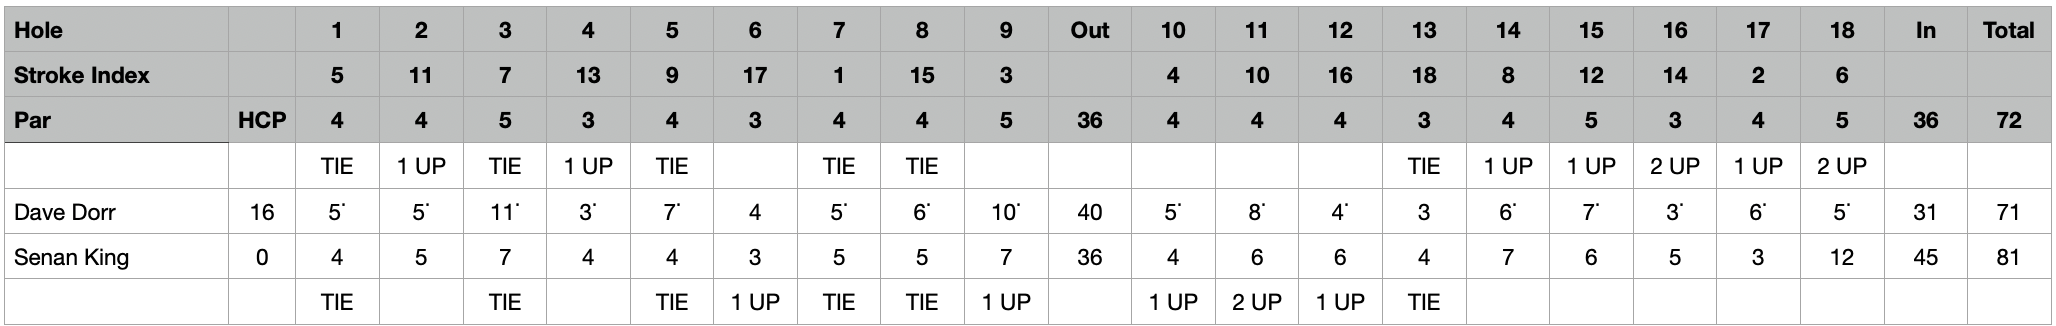 Hole 1 2 3 4 5 6 7 8 9 Out 10 11 12 13 14 15 16 17 18 In Total
Stroke Index 5 11 7 13 9 17 1 15 3 4 10 16 18 8 12 14 2 6
Par HCP 4 4 5 3 4 3 4 4 5 36 4 4 4 3 4 5 3 4 5 36 72
TIE 1 UP TIE 1 UP TIE TIE TIE TIE 1 UP 1 UP 2 UP 1 UP 2 UP
Dave Dorr 16 5· 5· 11· 3· 7· 4 5· 6· 10· 40 5· 8· 4· 3 6· 7· 3· 6· 5· 31 71
Senan King 0 4 5 7 4 4 3 5 5 7 36 4 6 6 4 7 6 5 3 12 45 81
TIE TIE TIE 1 UP TIE TIE 1 UP 1 UP 2 UP 1 UP TIE